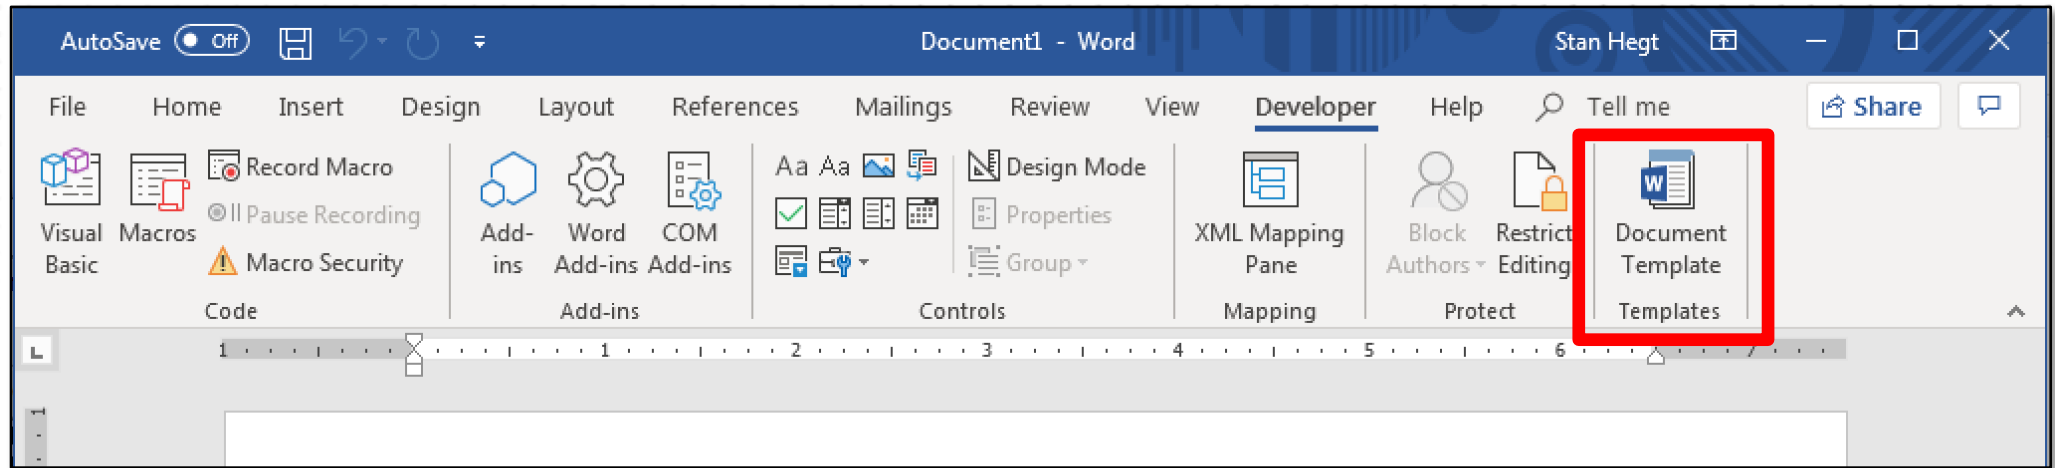 AutoSave Off Document1 - Word Stan Hegt
File Home Insert Design Layout References Mailings Review View Developer Help Tell me Share
Visual Basic
Macros
Record Macro
Pause Recording
Macro Security
Code
Add-
ins
Word
Add-ins
COM
Add-ins
Add-ins
Aa Aa
Design Mode
Properties
Group
Controls
XML Mapping
Pane
Mapping
Block
Authors
Restrict
Editing
Protect
W
Document
Template
Templates
L
1 1 2 3 4 5 6 7
1